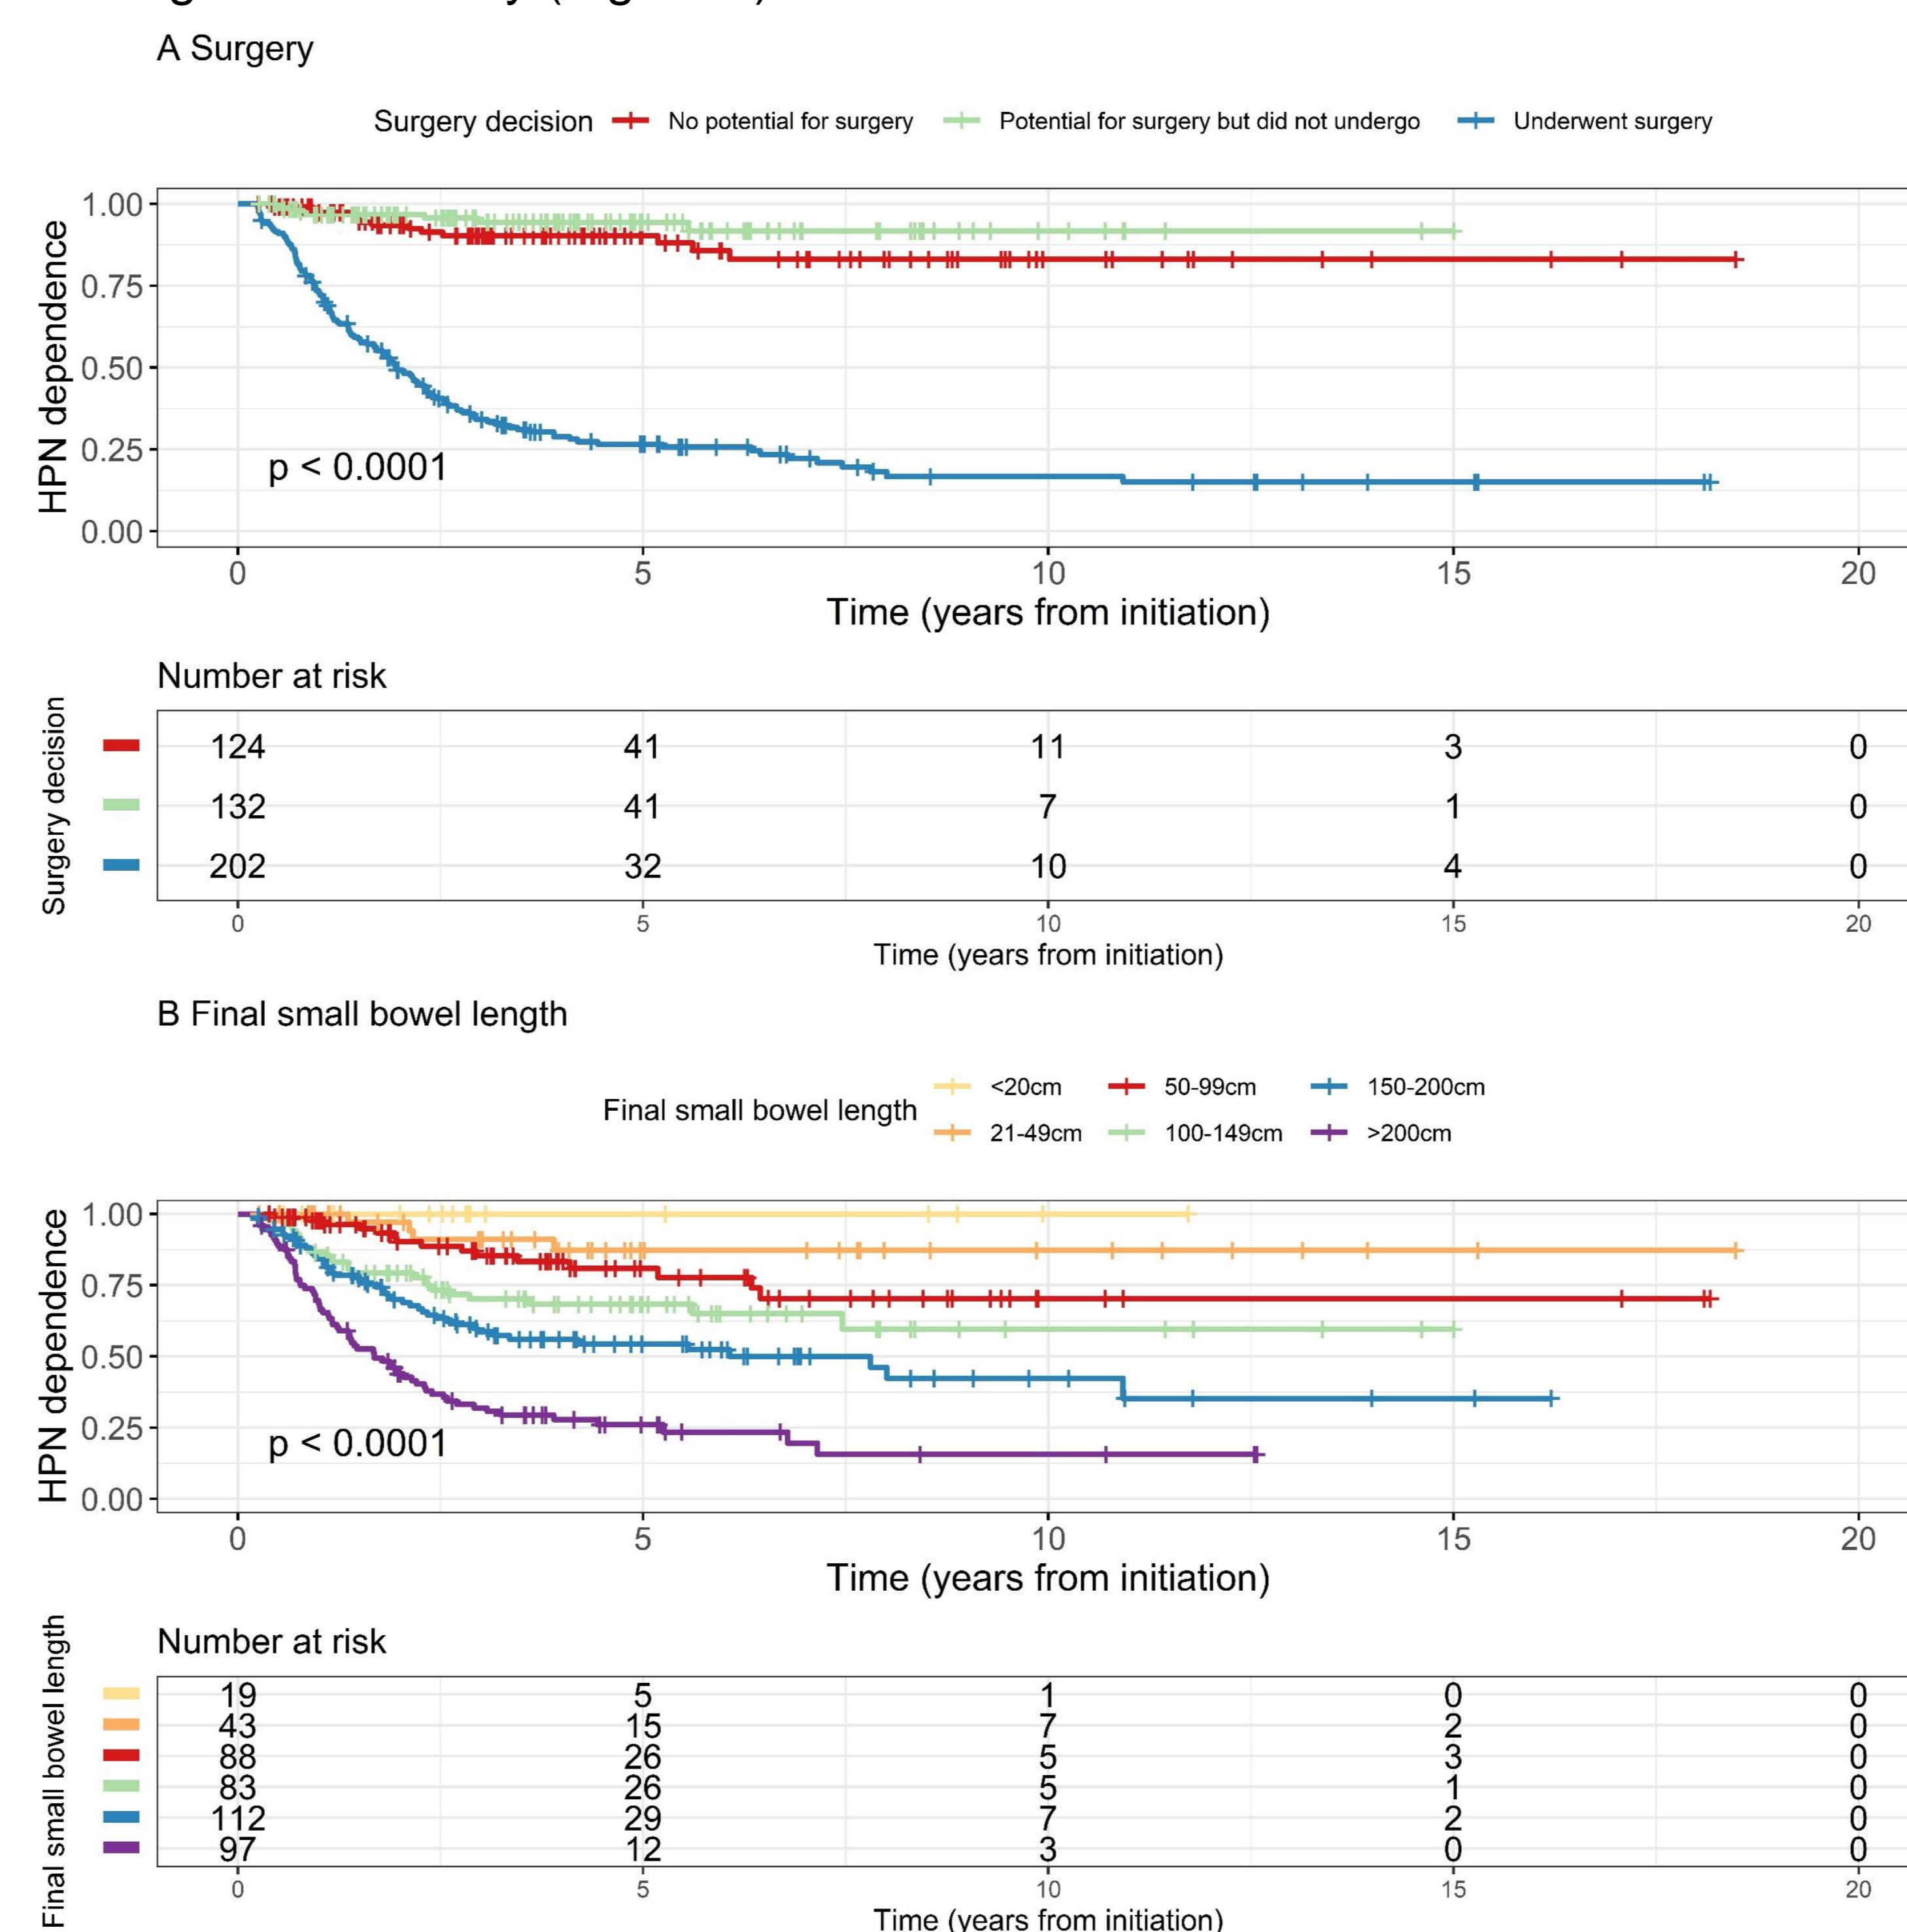 A Surgery
Surgery decision No potential for surgery Potential for surgery but did not undergo Underwent surgery
HPN dependence
1.00
0.75
0.50
0.25
0.00
p < 0.0001
0 5 10 15 20
Time (years from initiation)
Number at risk
Surgery decision
124 41 11 3 0
132 41 7 1 0
202 32 10 4 0
0 5 10 15 20
Time (years from initiation)
B Final small bowel length
Final small bowel length
<20cm 50-99cm 150-200cm
21-49cm 100-149cm >200cm
HPN dependence
1.00
0.75
0.50
0.25
0.00
p < 0.0001
0 5 10 15 20
Time (years from initiation)
Number at risk
Final small bowel length
19 5 1 0 0
43 15 7 2 0
88 26 5 3 0
83 26 5 1 0
112 29 7 2 0
97 12 3 0 0
0 5 10 15 20
Time (years from initiation)